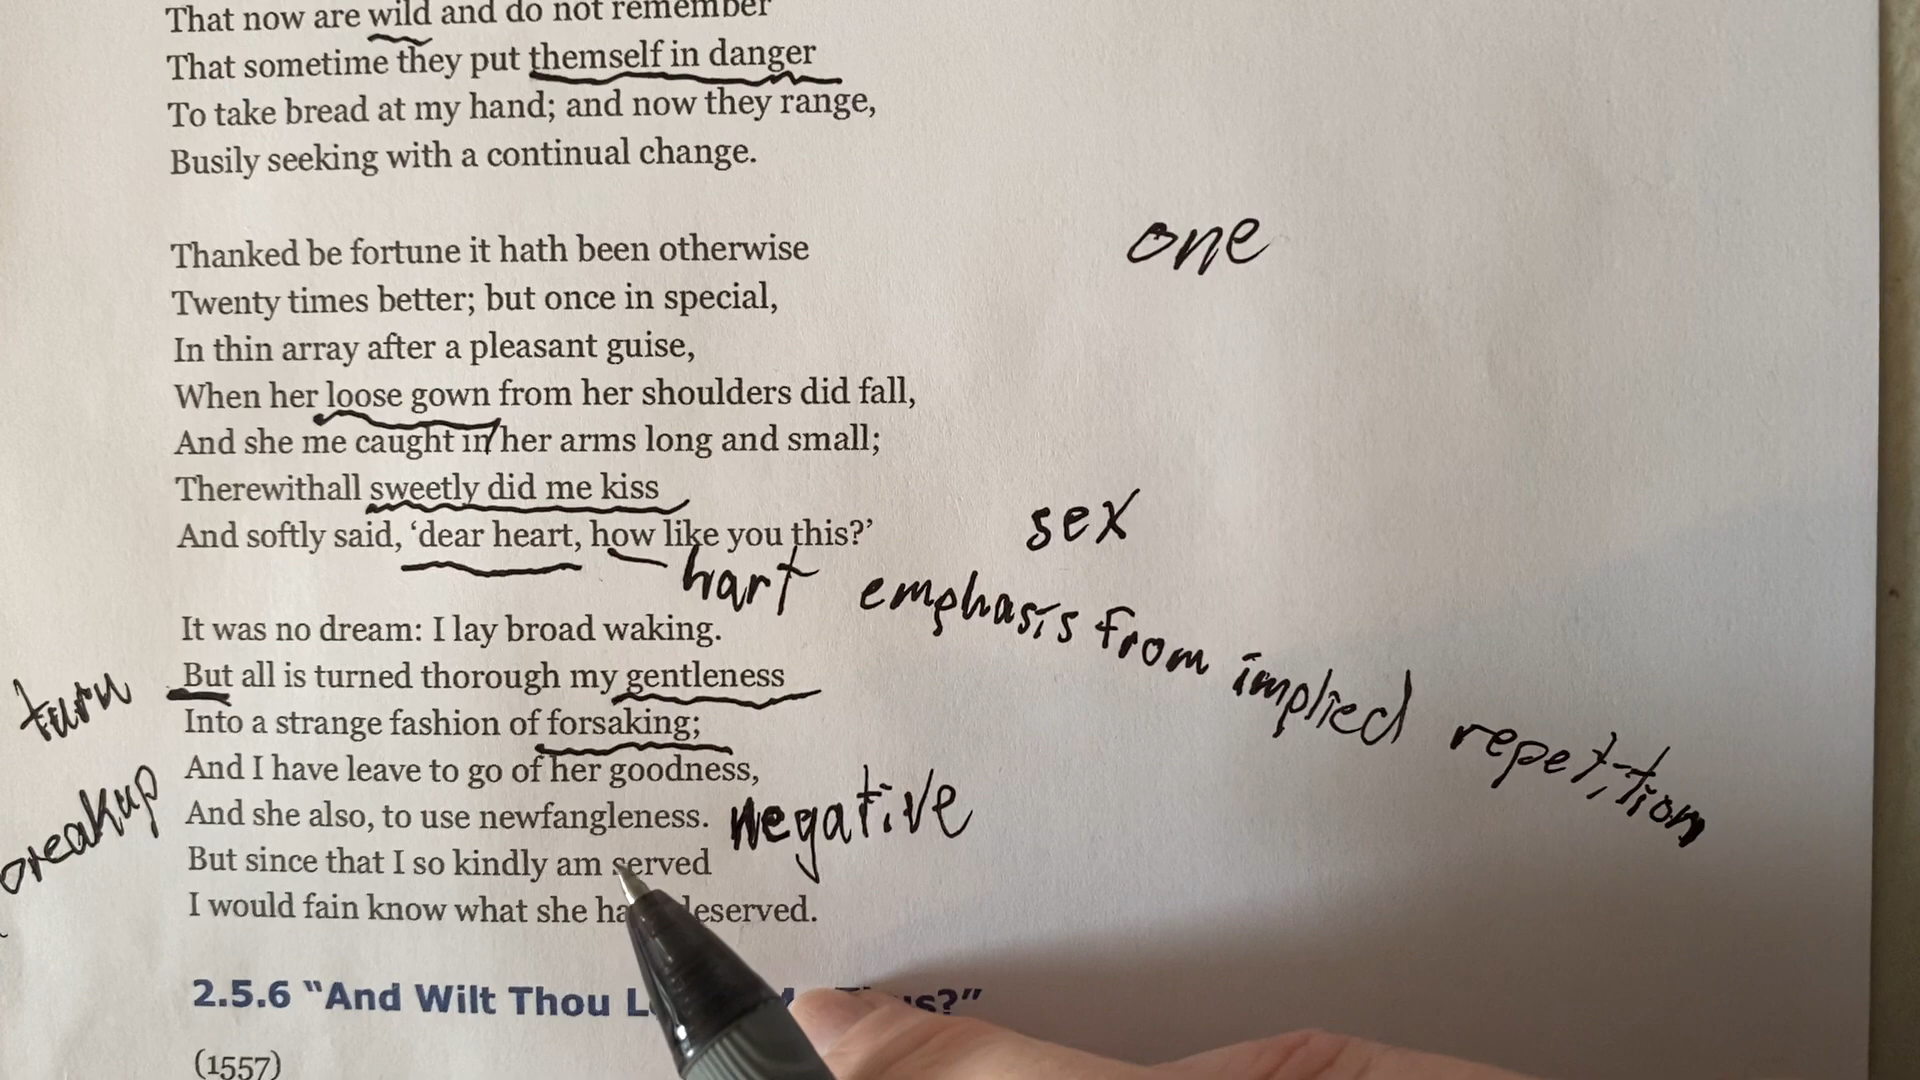 That now are wild and do not remember
That sometime they put themself in danger
To take bread at my hand; and now they range,
Busily seeking with a continual change.
Thanked be fortune it hath been otherwise
one
Twenty times better; but once in special,
In thin array after a pleasant guise,
When her loose gown from her shoulders did fall,
And she me caught in her arms long and small;
Therewithall sweetly did me kiss
And softly said, ‘dear heart, how like you this?’
sex
hart emphasis from implied repetition
It was no dream: I lay broad waking.
But all is turned thorough my gentleness
turn
Into a strange fashion of forsaking;
And I have leave to go of her goodness,
And she also, to use newfangleness.
negative
breakup
But since that I so kindly am served
I would fain know what she deserved.
2.5.6 “And Wilt Thou
(1557)